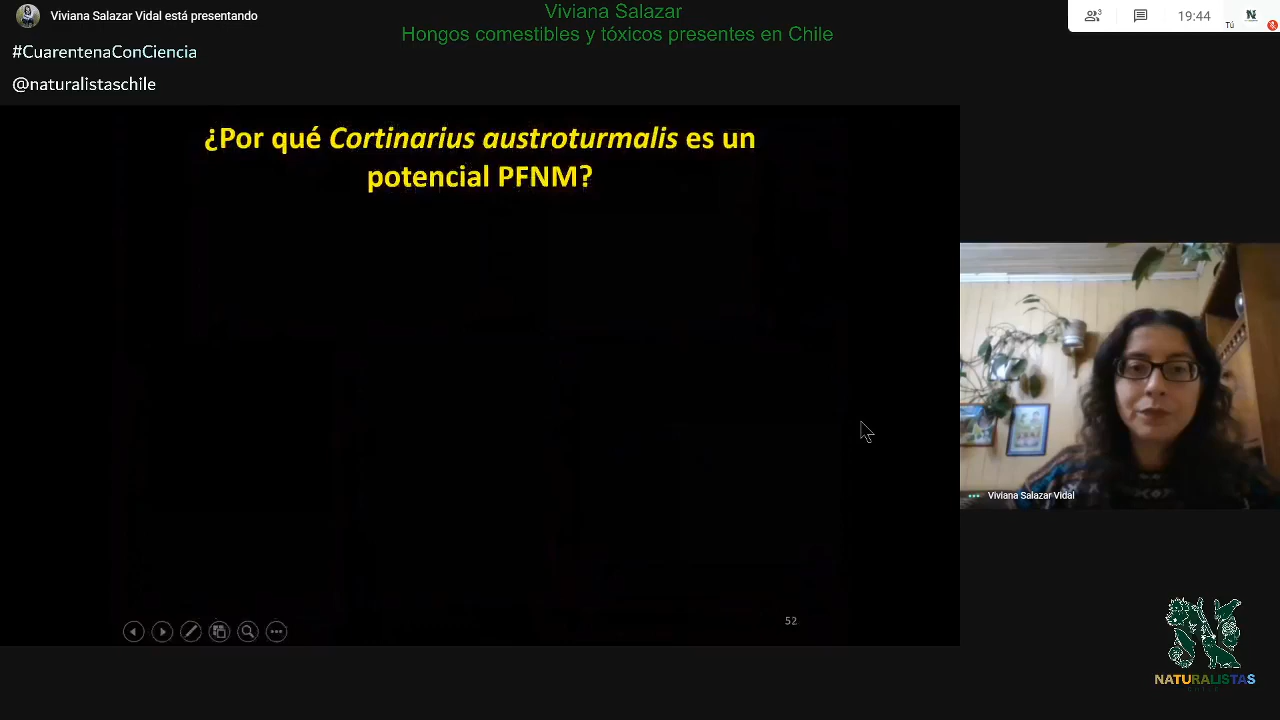 Viviana Salazar Vidal está presentando
Viviana Salazar
Hongos comestibles y tóxicos presentes en Chile
3
19:44
N
Tú
#CuarentenaConCiencia
@naturalistaschile
¿Por qué Cortinarius austroturmalis es un
potencial PFNM?
Viviana Salazar Vidal
52
NATURALISTAS